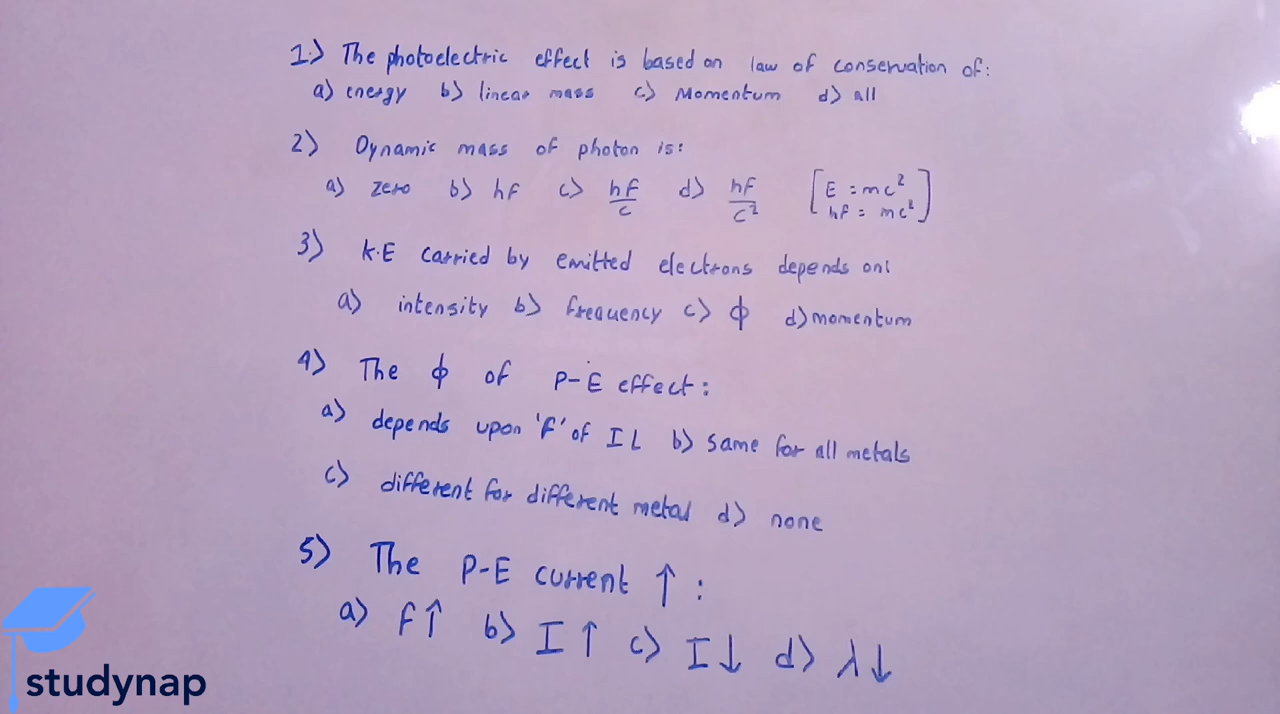 1.) The photoelectric effect is based on law of conservation of:
a) energy b) linear mass c) Momentum d) all
2) Dynamic mass of photon is:
a) zero b) hf c) hf/c d) hf/c² [E = mc²
hf = mc²]
3) K.E carried by emitted electrons depends on:
a) intensity b) frequency c) ϕ d) momentum
4) The ϕ of P-E effect:
a) depends upon 'f' of IL b) same for all metals
c) different for different metal d) none
5) The P-E current ↑ :
a) f↑ b) I↑ c) I↓ d) λ↓
studynap